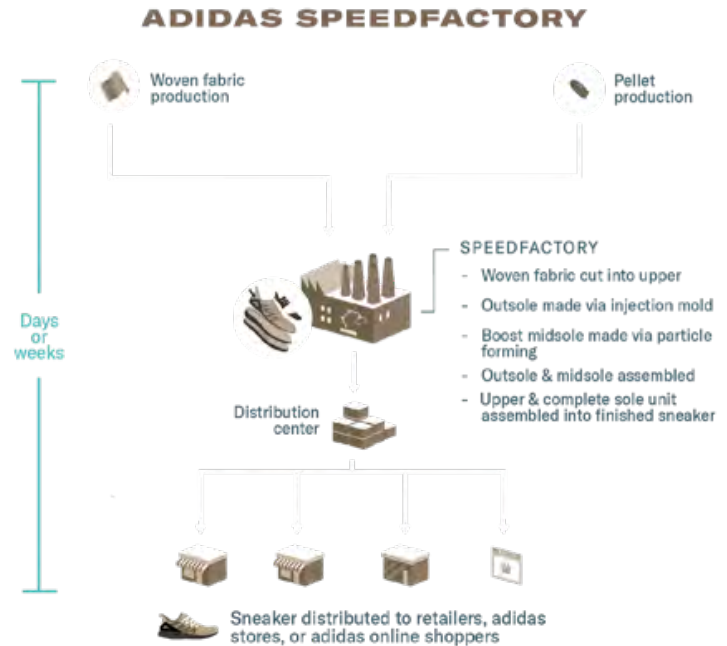 ADIDAS SPEEDFACTORY
Woven fabric
production
Pellet
production
SPEEDFACTORY
- Woven fabric cut into upper
- Outsole made via injection mold
- Boost midsole made via particle
forming
- Outsole & midsole assembled
- Upper & complete sole unit
assembled into finished sneaker
Days
or
weeks
Distribution
center
Sneaker distributed to retailers, adidas
stores, or adidas online shoppers